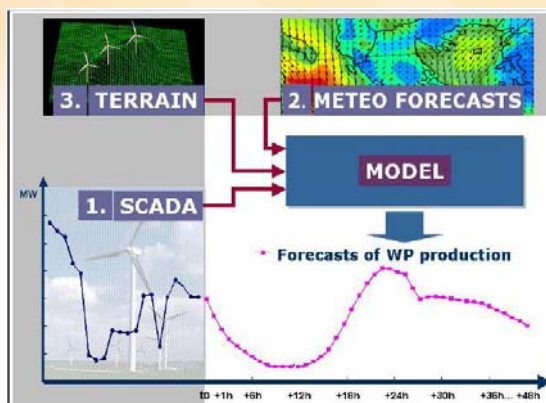 3. TERRAIN
2. METEO FORECASTS
MODEL
MW
1. SCADA
Forecasts of WP production
t0 +1h +6h +12h +18h +24h +30h +36h... +48h